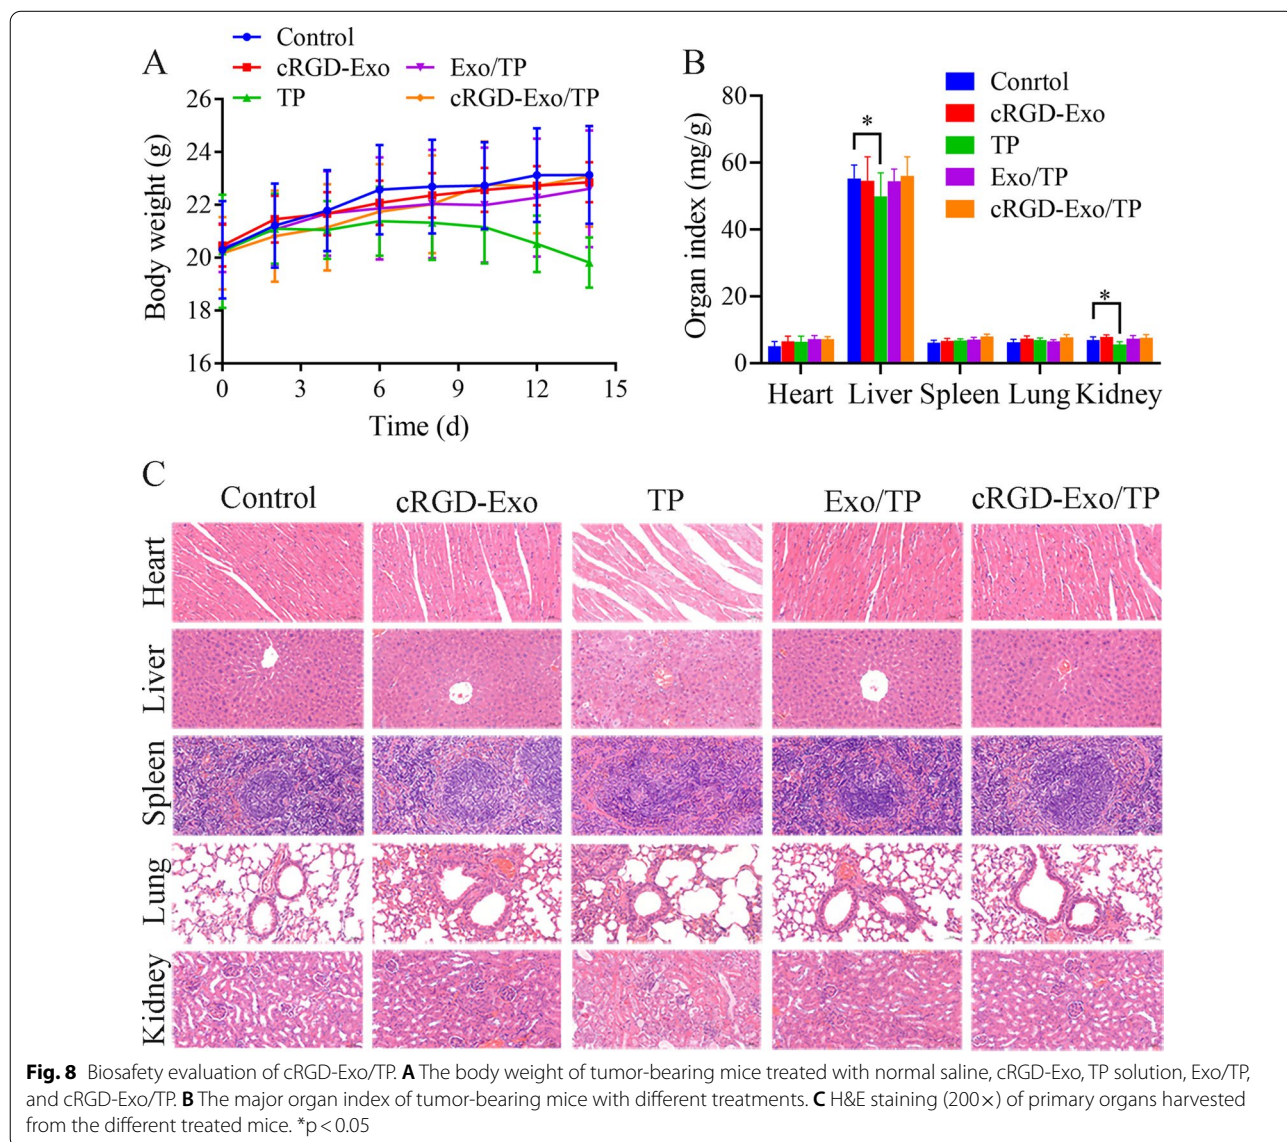 A
Control
cRGD-Exo
Exo/TP
TP
cRGD-Exo/TP
26
24
22
20
18
16
Body weight (g)
0 3 6 9 12 15
Time (d)
B
Conrtol
cRGD-Exo
TP
Exo/TP
cRGD-Exo/TP
80
60
40
20
0
Organ index (mg/g)
*
*
Heart Liver Spleen Lung Kidney
C
Control cRGD-Exo TP Exo/TP cRGD-Exo/TP
Heart
Liver
Spleen
Lung
Kidney
Fig. 8 Biosafety evaluation of cRGD-Exo/TP. A The body weight of tumor-bearing mice treated with normal saline, cRGD-Exo, TP solution, Exo/TP,
and cRGD-Exo/TP. B The major organ index of tumor-bearing mice with different treatments. C H&E staining (200×) of primary organs harvested
from the different treated mice. *p < 0.05